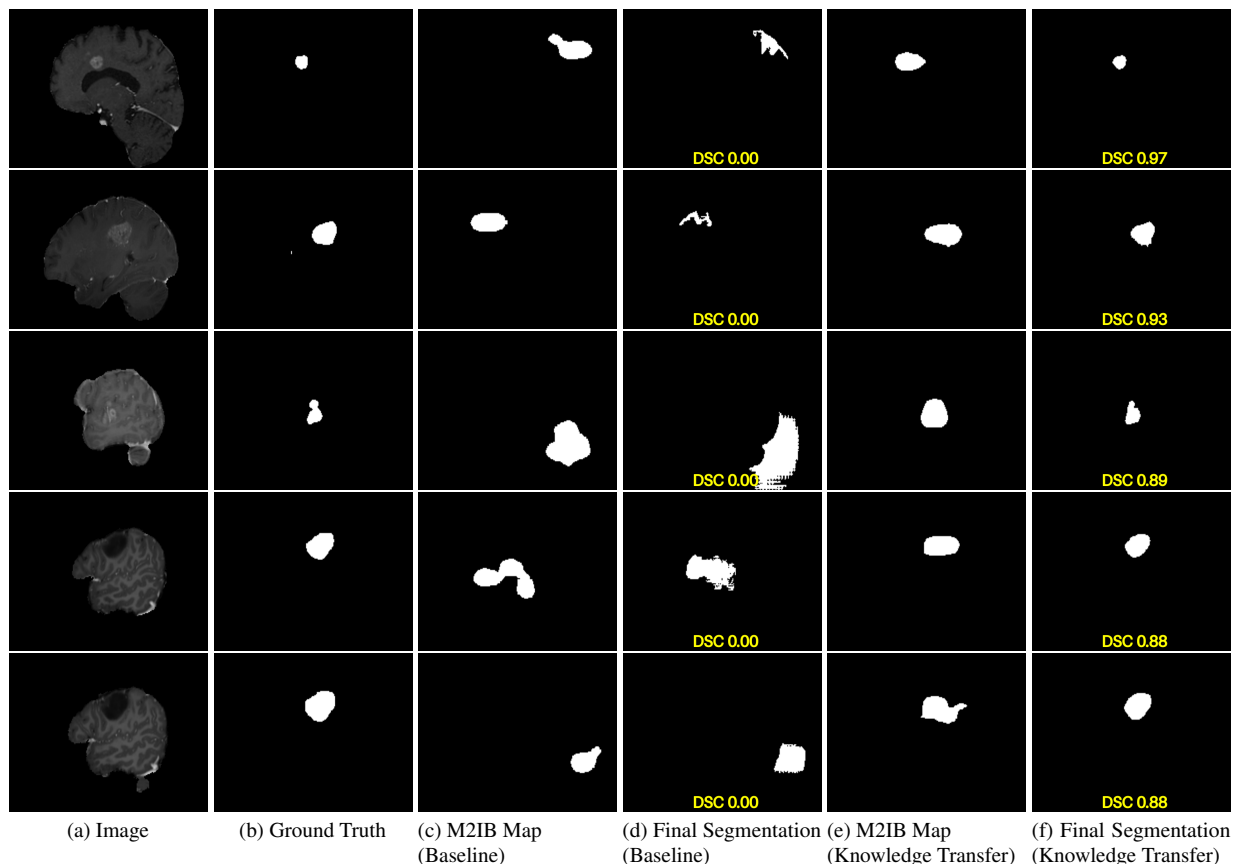 DSC 0.00
DSC 0.97
DSC 0.00
DSC 0.93
DSC 0.00
DSC 0.89
DSC 0.00
DSC 0.88
DSC 0.00
DSC 0.88
(a) Image
(b) Ground Truth
(c) M2IB Map
(Baseline)
(d) Final Segmentation
(Baseline)
(e) M2IB Map
(Knowledge Transfer)
(f) Final Segmentation
(Knowledge Transfer)